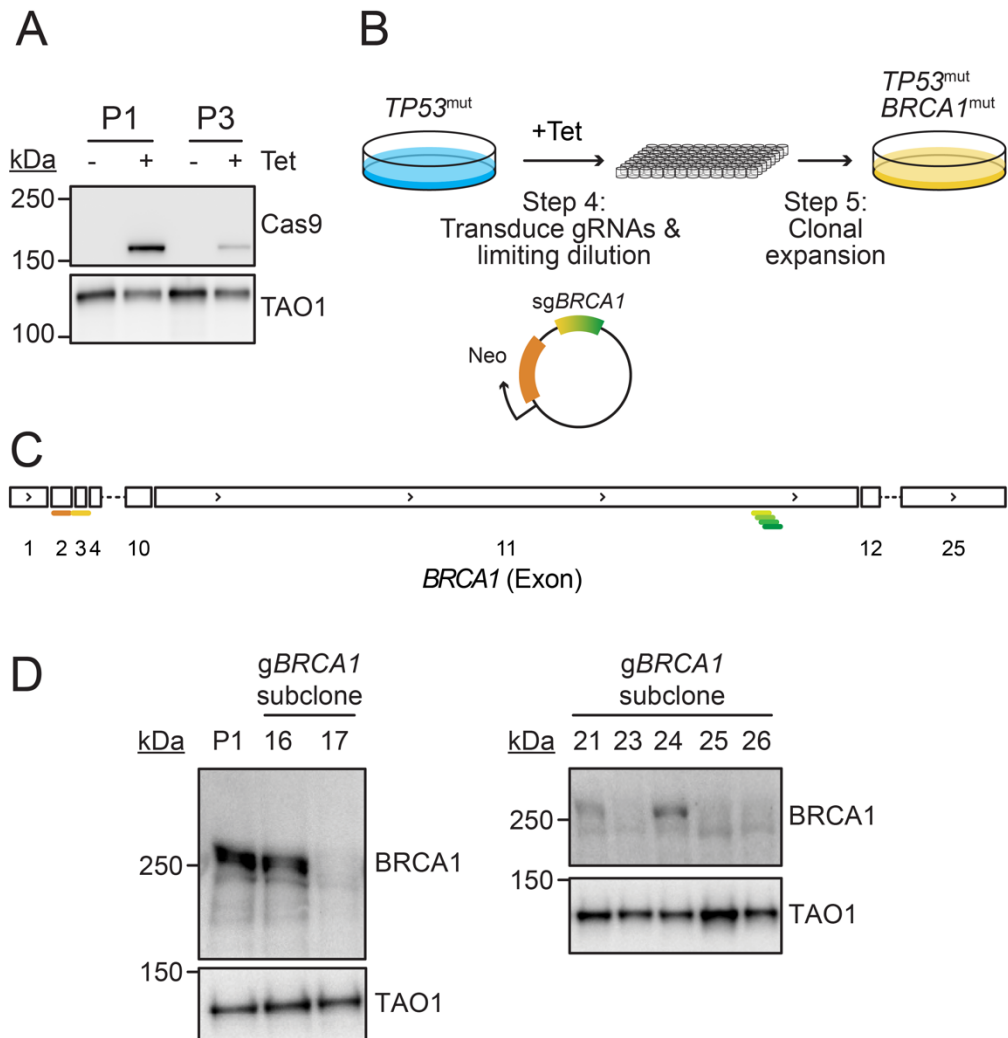 A
P1 P3
kDa - + - + Tet
250
150
Cas9
100
TAO1
B
TP53mut
+Tet
Step 4:
Transduce gRNAs &
limiting dilution
Step 5:
Clonal
expansion
TP53mut
BRCA1mut
sgBRCA1
Neo
C
1 2 3 4 10 11 12 25
BRCA1 (Exon)
D
gBRCA1
subclone
kDa P1 16 17
250
BRCA1
150
TAO1
gBRCA1
subclone
kDa 21 23 24 25 26
250
BRCA1
150
TAO1